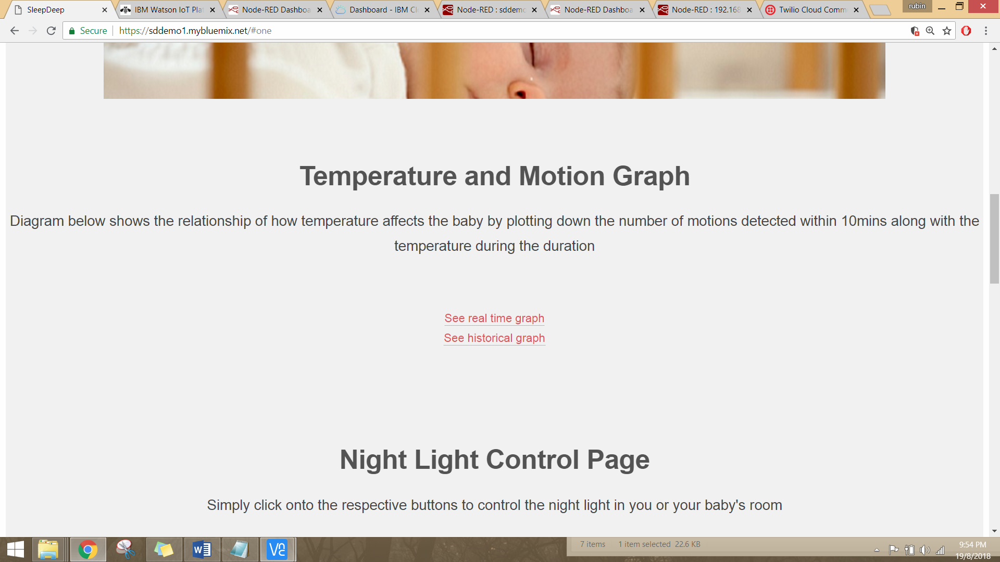 SleepDeep
IBM Watson IoT Pla
Node-RED Dashboa
Dashboard - IBM Cl
Node-RED : sddemo
Node-RED Dashboa
Node-RED : 192.168
Twilio Cloud Comm
rubin
Secure
https://sddemo1.mybluemix.net/#one
Temperature and Motion Graph
Diagram below shows the relationship of how temperature affects the baby by plotting down the number of motions detected within 10mins along with the
temperature during the duration
See real time graph
See historical graph
Night Light Control Page
Simply click onto the respective buttons to control the night light in you or your baby's room
7 items 1 item selected 22.6 KB
9:54 PM
19/8/2018